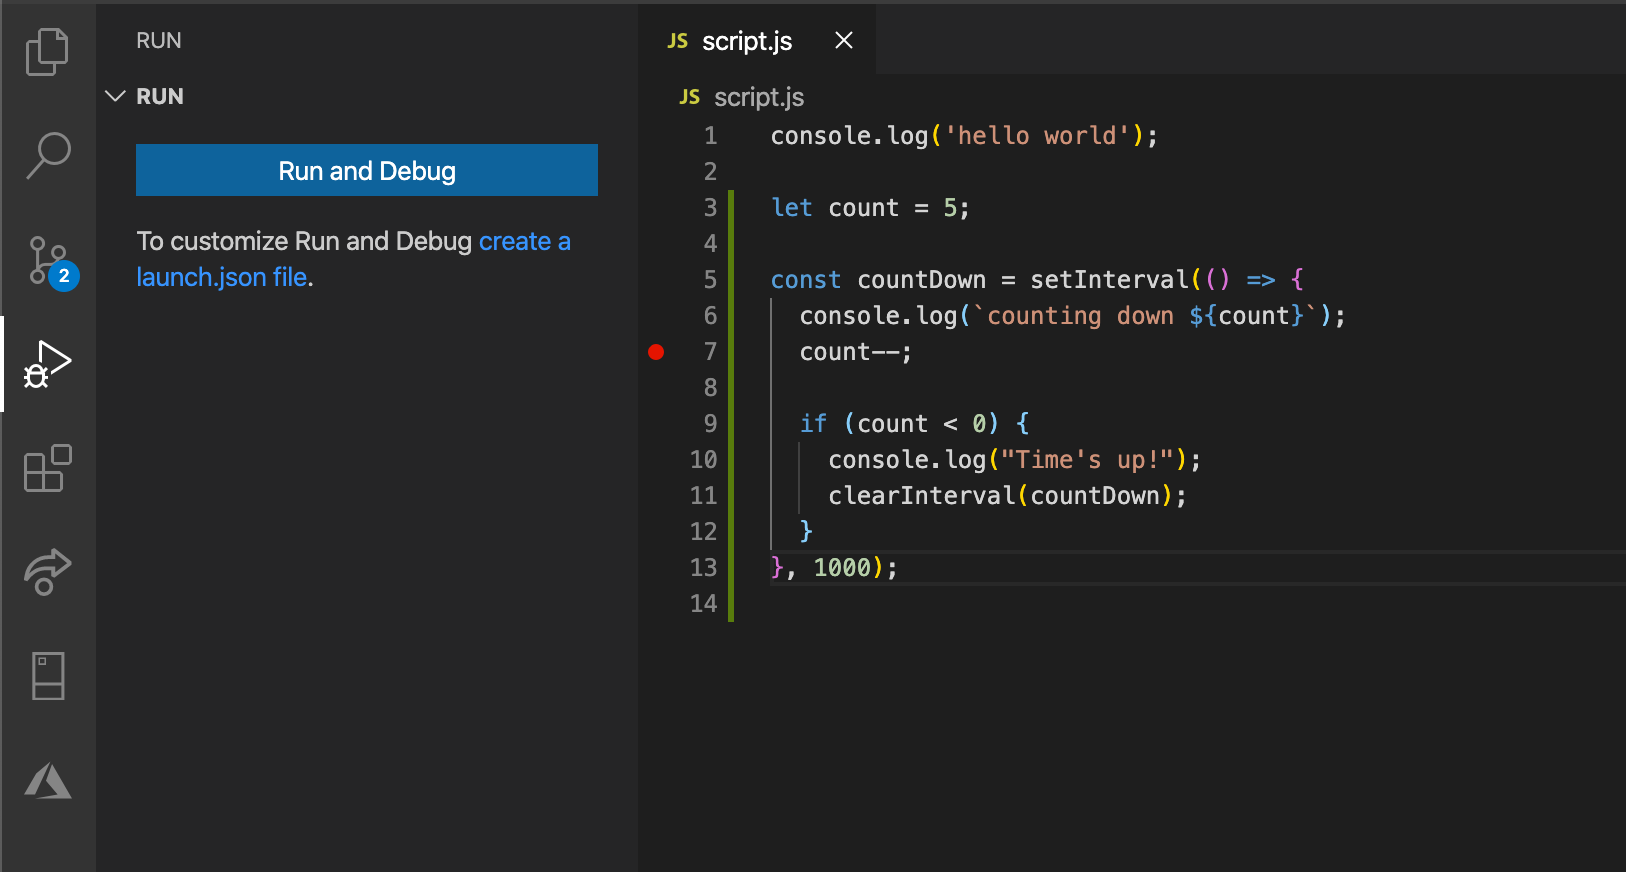 RUN
RUN
Run and Debug
To customize Run and Debug create a
launch.json file.
2
JS script.js
JS script.js
1 console.log('hello world');
2
3 let count = 5;
4
5 const countDown = setInterval(() => {
6   console.log(`counting down ${count}`);
7   count--;
8
9   if (count < 0) {
10     console.log("Time's up!");
11     clearInterval(countDown);
12   }
13 }, 1000);
14